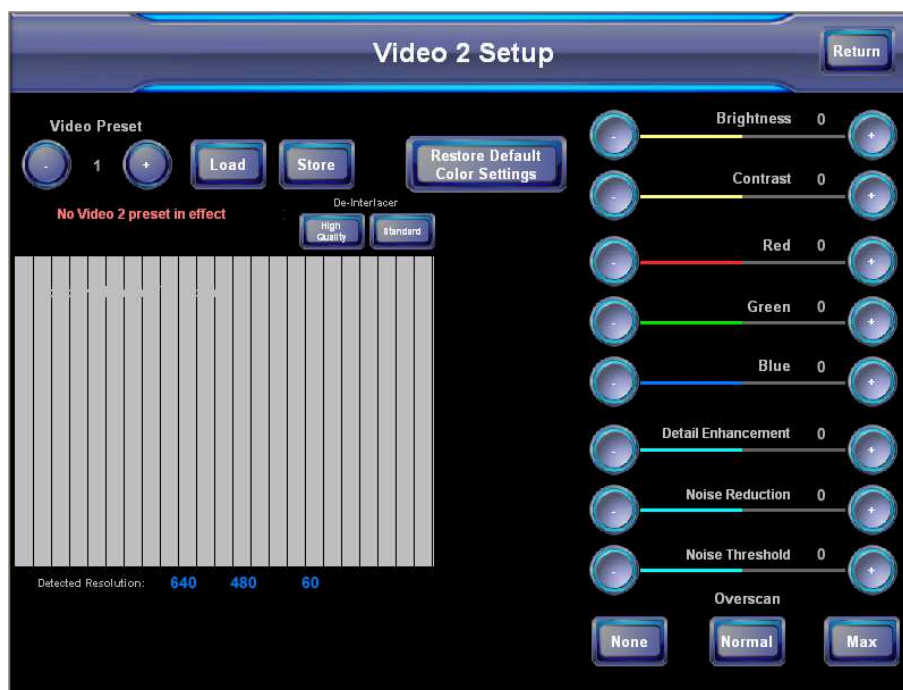 Video 2 Setup
Return
Video Preset
- 1 +
Load
Store
Restore Default
Color Settings
No Video 2 preset in effect
De-Interlacer
High
Quality
Standard
Detected Resolution: 640 480 60
Brightness 0
- +
Contrast 0
- +
Red 0
- +
Green 0
- +
Blue 0
- +
Detail Enhancement 0
- +
Noise Reduction 0
- +
Noise Threshold 0
- +
Overscan
None
Normal
Max